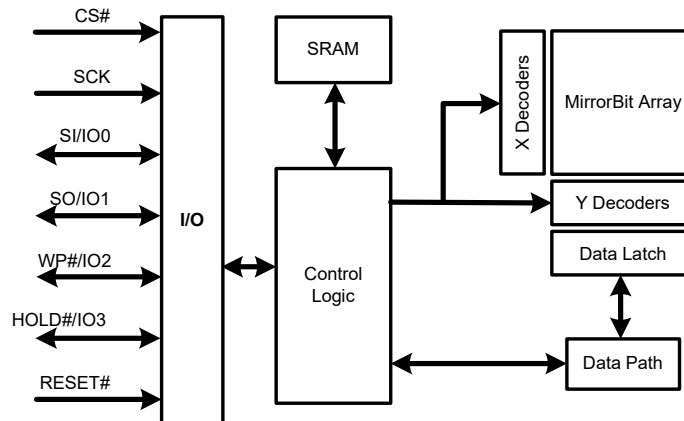 CS#
SCK
SI/IO0
SO/IO1
WP#/IO2
HOLD#/IO3
RESET#
I/O
SRAM
Control
Logic
X Decoders
MirrorBit Array
Y Decoders
Data Latch
Data Path